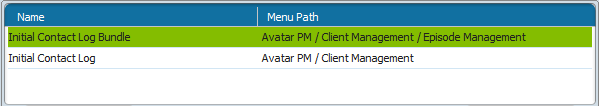 Name Menu Path
Initial Contact Log Bundle Avatar PM / Client Management / Episode Management
Initial Contact Log Avatar PM / Client Management